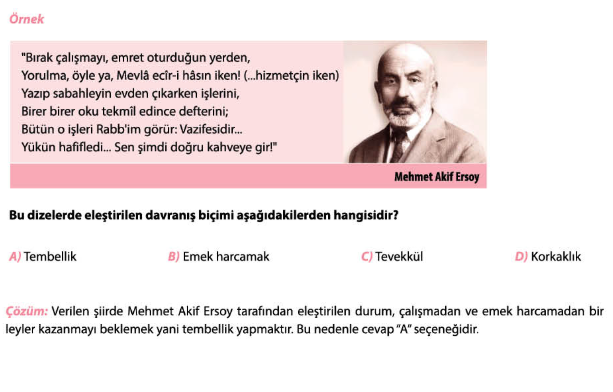 Örnek
"Bırak çalışmayı, emret oturduğun yerden,
Yorulma, öyle ya, Mevlâ ecîr-i hâsın iken! (...hizmetçin iken)
Yazıp sabahleyin evden çıkarken işlerini,
Birer birer oku tekmîl edince defterini;
Bütün o işleri Rabb'im görür: Vazifesidir...
Yükün hafifledi... Sen şimdi doğru kahveye gir!"
Mehmet Akif Ersoy
Bu dizelerde eleştirilen davranış biçimi aşağıdakilerden hangisidir?
A) Tembellik B) Emek harcamak C) Tevekkül D) Korkaklık
Çözüm: Verilen şiirde Mehmet Akif Ersoy tarafından eleştirilen durum, çalışmadan ve emek harcamadan bir
leyler kazanmayı beklemek yani tembellik yapmaktır. Bu nedenle cevap “A” seçeneğidir.